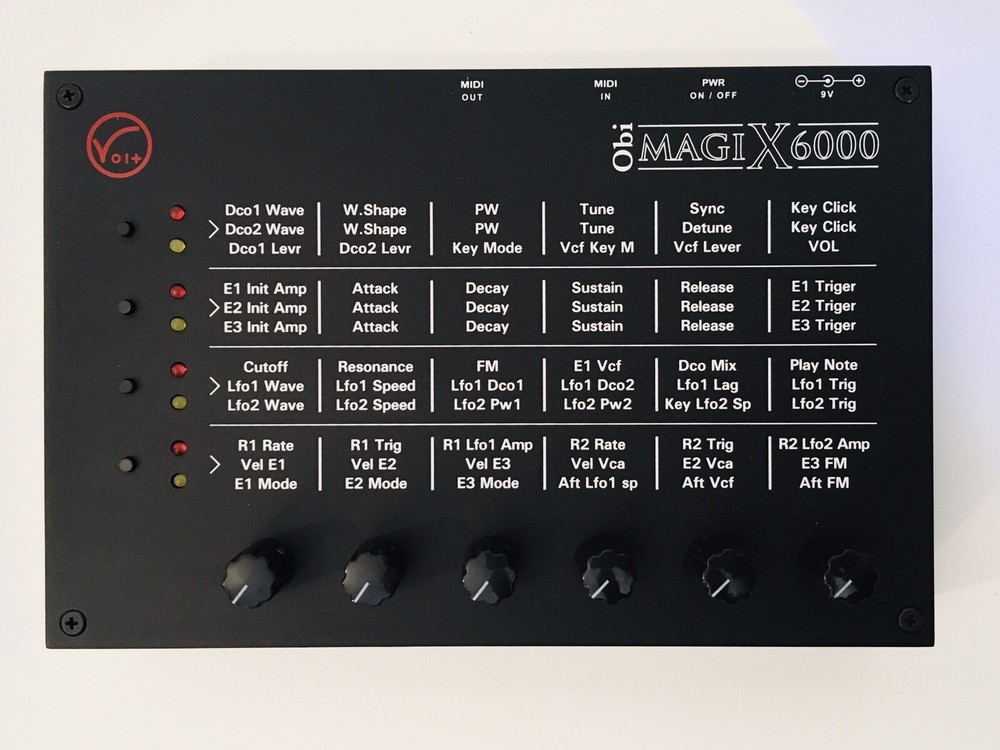 MIDI OUT
MIDI IN
PWR ON / OFF
9V
Volt
Obi MAGIX6000
Dco1 Wave W.Shape PW Tune Sync Key Click
Dco2 Wave W.Shape PW Tune Detune Key Click
Dco1 Levr Dco2 Levr Key Mode Vcf Key M Vcf Lever VOL
E1 Init Amp Attack Decay Sustain Release E1 Triger
E2 Init Amp Attack Decay Sustain Release E2 Triger
E3 Init Amp Attack Decay Sustain Release E3 Triger
Cutoff Resonance FM E1 Vcf Dco Mix Play Note
Lfo1 Wave Lfo1 Speed Lfo1 Dco1 Lfo1 Dco2 Lfo1 Lag Lfo1 Trig
Lfo2 Wave Lfo2 Speed Lfo2 Pw1 Lfo2 Pw2 Key Lfo2 Sp Lfo2 Trig
R1 Rate R1 Trig R1 Lfo1 Amp R2 Rate R2 Trig R2 Lfo2 Amp
Vel E1 Vel E2 Vel E3 Vel Vca E2 Vca E3 FM
E1 Mode E2 Mode E3 Mode Aft Lfo1 sp Aft Vcf Aft FM